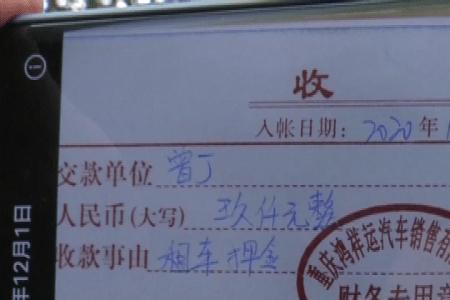 收
入帐日期：2020年
交款单位 曾丁
人民币(大写) 玖仟元整
收款事由 租车押金
重庆鸿祥运汽车销售有
财务专用章
年12月1日